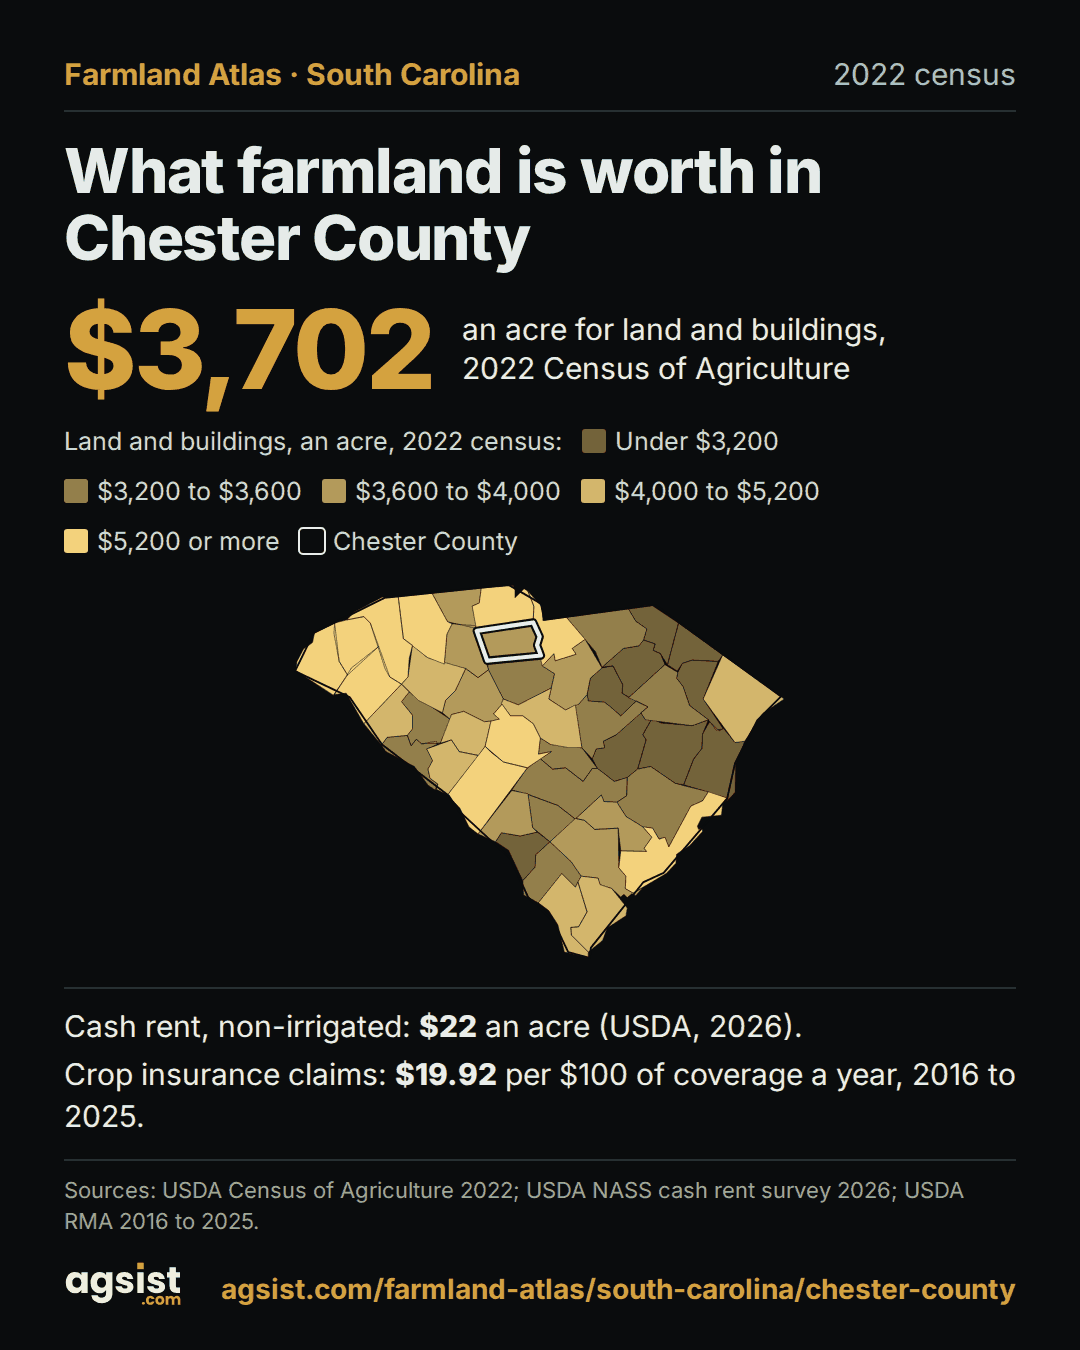 Farmland Atlas · South Carolina
2022 census
What farmland is worth in
Chester County
$3,702
an acre for land and buildings,
2022 Census of Agriculture
Land and buildings, an acre, 2022 census: Under $3,200
$3,200 to $3,600 $3,600 to $4,000 $4,000 to $5,200
$5,200 or more Chester County
Cash rent, non-irrigated: $22 an acre (USDA, 2026).
Crop insurance claims: $19.92 per $100 of coverage a year, 2016 to
2025.
Sources: USDA Census of Agriculture 2022; USDA NASS cash rent survey 2026; USDA
RMA 2016 to 2025.
agsist
.com
agsist.com/farmland-atlas/south-carolina/chester-county